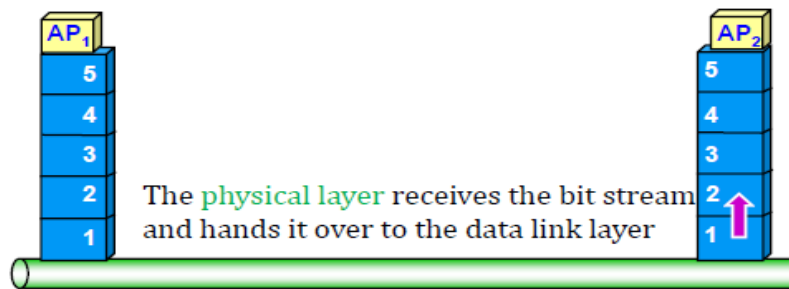 AP₁
AP₂
5
5
4
4
3
3
The physical layer receives the bit stream
2
2
and hands it over to the data link layer
1
1